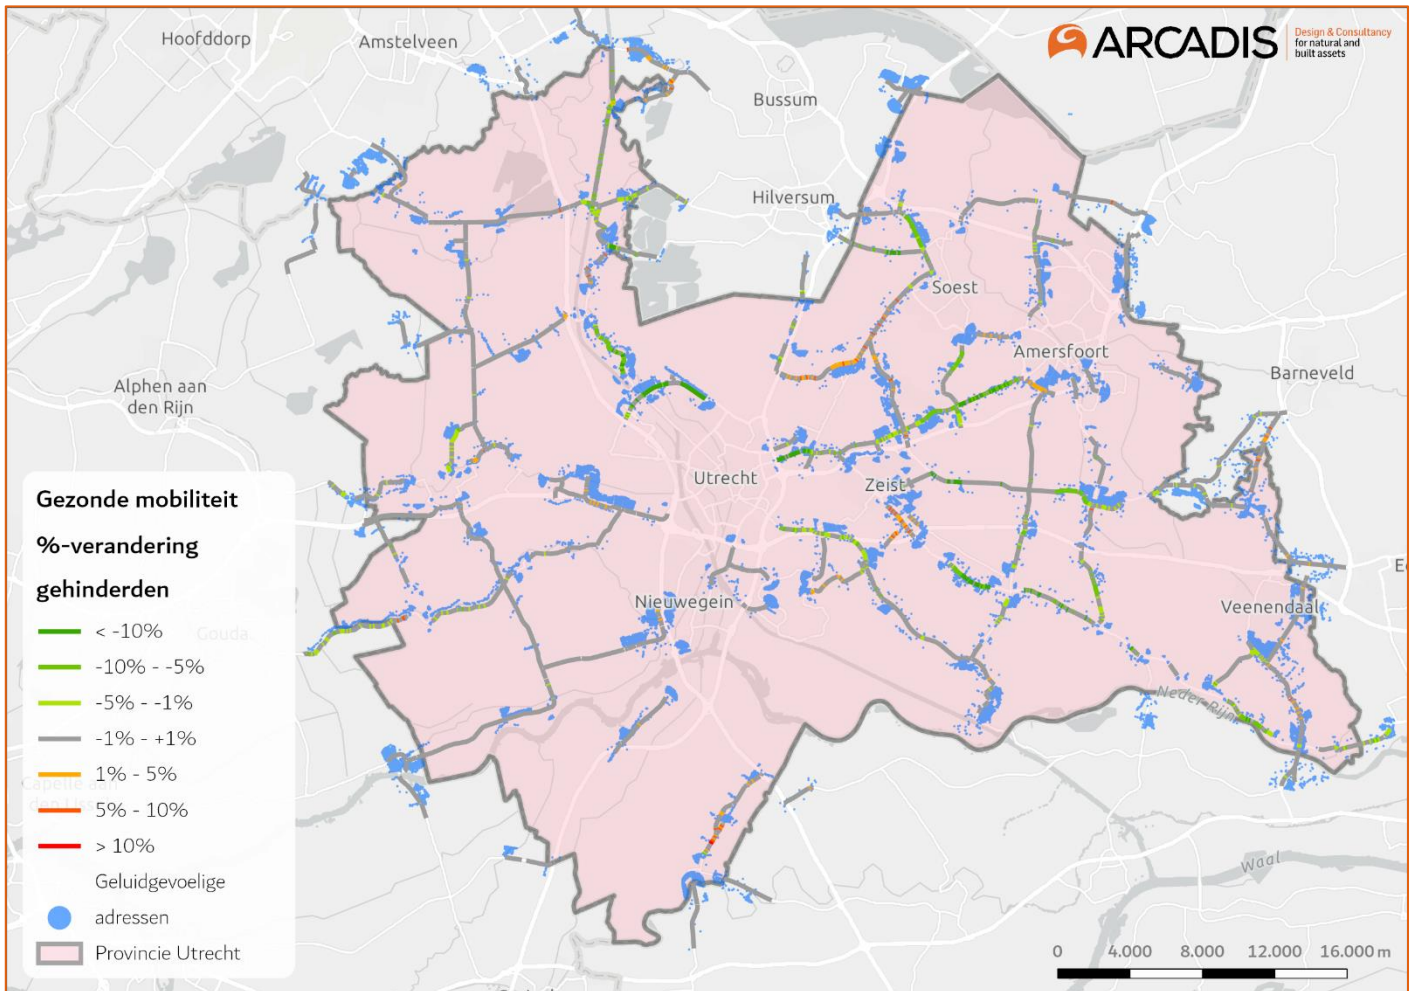 Hoofddorp
Amstelveen
ARCADIS
Design & Consultancy
for natural and
built assets
Bussum
Hilversum
Soest
Amersfoort
Barneveld
Alphen aan
den Rijn
Utrecht
Zeist
Nieuwegein
Veenendaal
Gouda
Neder-Rijn
Waal
Gezonde mobiliteit
%-verandering
gehinderden
< -10%
-10% - -5%
-5% - -1%
-1% - +1%
1% - 5%
5% - 10%
> 10%
Geluidgevoelige
adressen
Provincie Utrecht
Capelle aan
0 4.000 8.000 12.000 16.000 m